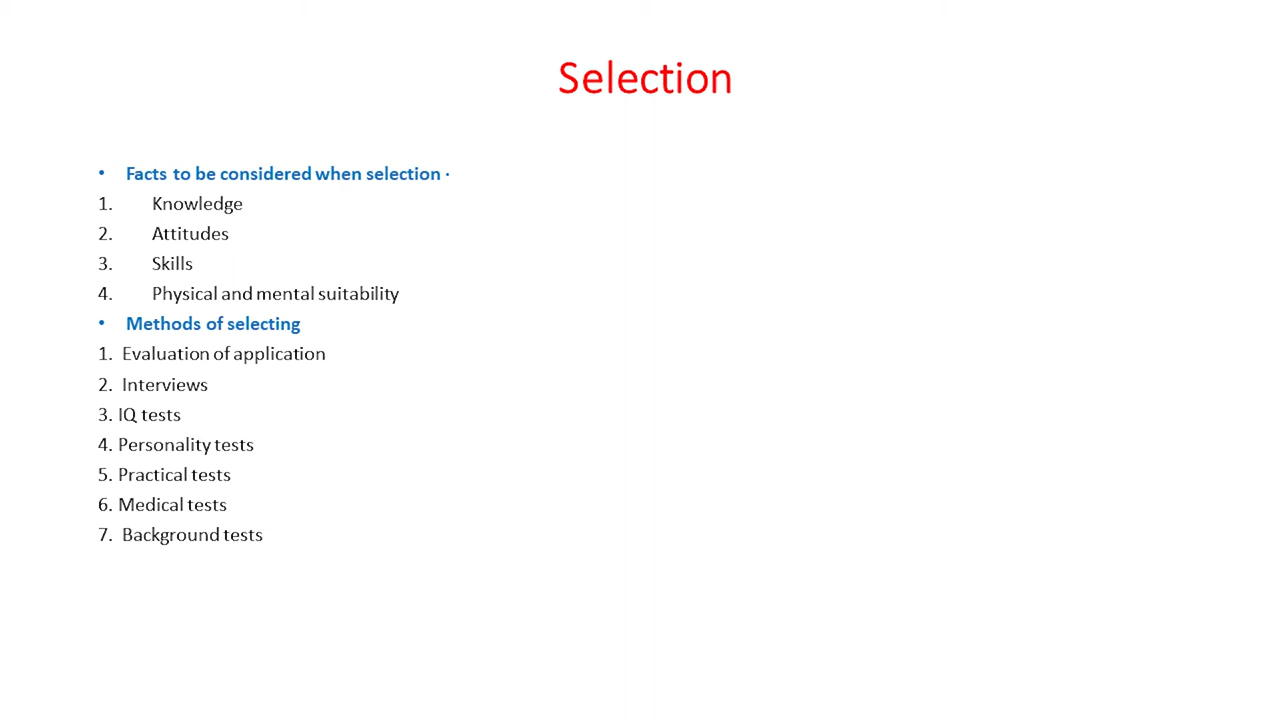 Selection
• Facts to be considered when selection ·
1. Knowledge
2. Attitudes
3. Skills
4. Physical and mental suitability
• Methods of selecting
1. Evaluation of application
2. Interviews
3. IQ tests
4. Personality tests
5. Practical tests
6. Medical tests
7. Background tests